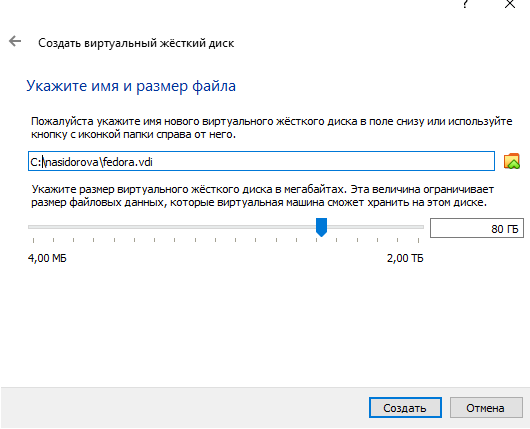 Создать виртуальный жёсткий диск
Укажите имя и размер файла
Пожалуйста укажите имя нового виртуального жёсткого диска в поле снизу или используйте
кнопку с иконкой папки справа от него.
C:\nasidorova\fedora.vdi
Укажите размер виртуального жёсткого диска в мегабайтах. Эта величина ограничивает
размер файловых данных, которые виртуальная машина сможет хранить на этом диске.
80 ГБ
4,00 МБ 2,00 ТБ
Создать Отмена